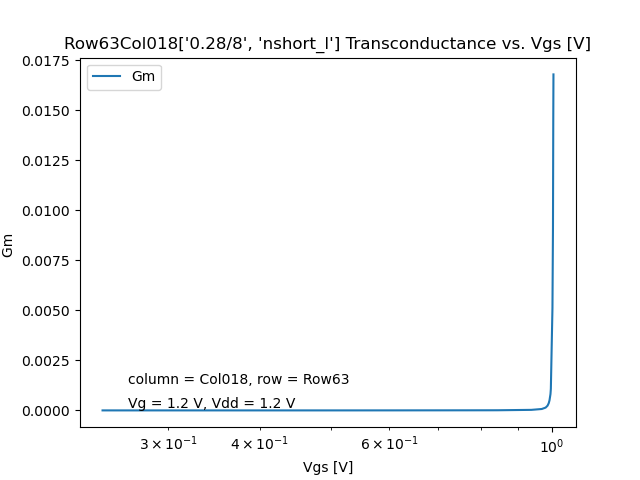 Row63Col018['0.28/8', 'nshort_l'] Transconductance vs. Vgs [V]
Gm
0.0175
0.0150
0.0125
0.0100
0.0075
0.0050
0.0025
0.0000
Gm
column = Col018, row = Row63
Vg = 1.2 V, Vdd = 1.2 V
3 × 10⁻¹
4 × 10⁻¹
6 × 10⁻¹
10⁰
Vgs [V]